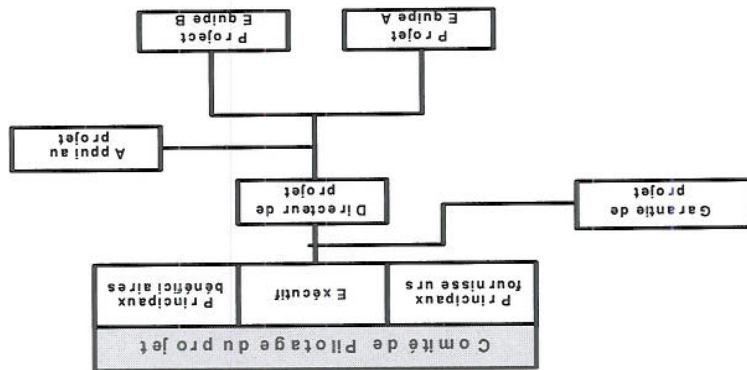 Comité de Pilotage du projet
Principaux
fournisseurs
Exécutif
Principaux
bénéficiaires
Garantie de
projet
Directeur de
projet
Appui au
projet
Projet
Equipe A
Project
Equipe B